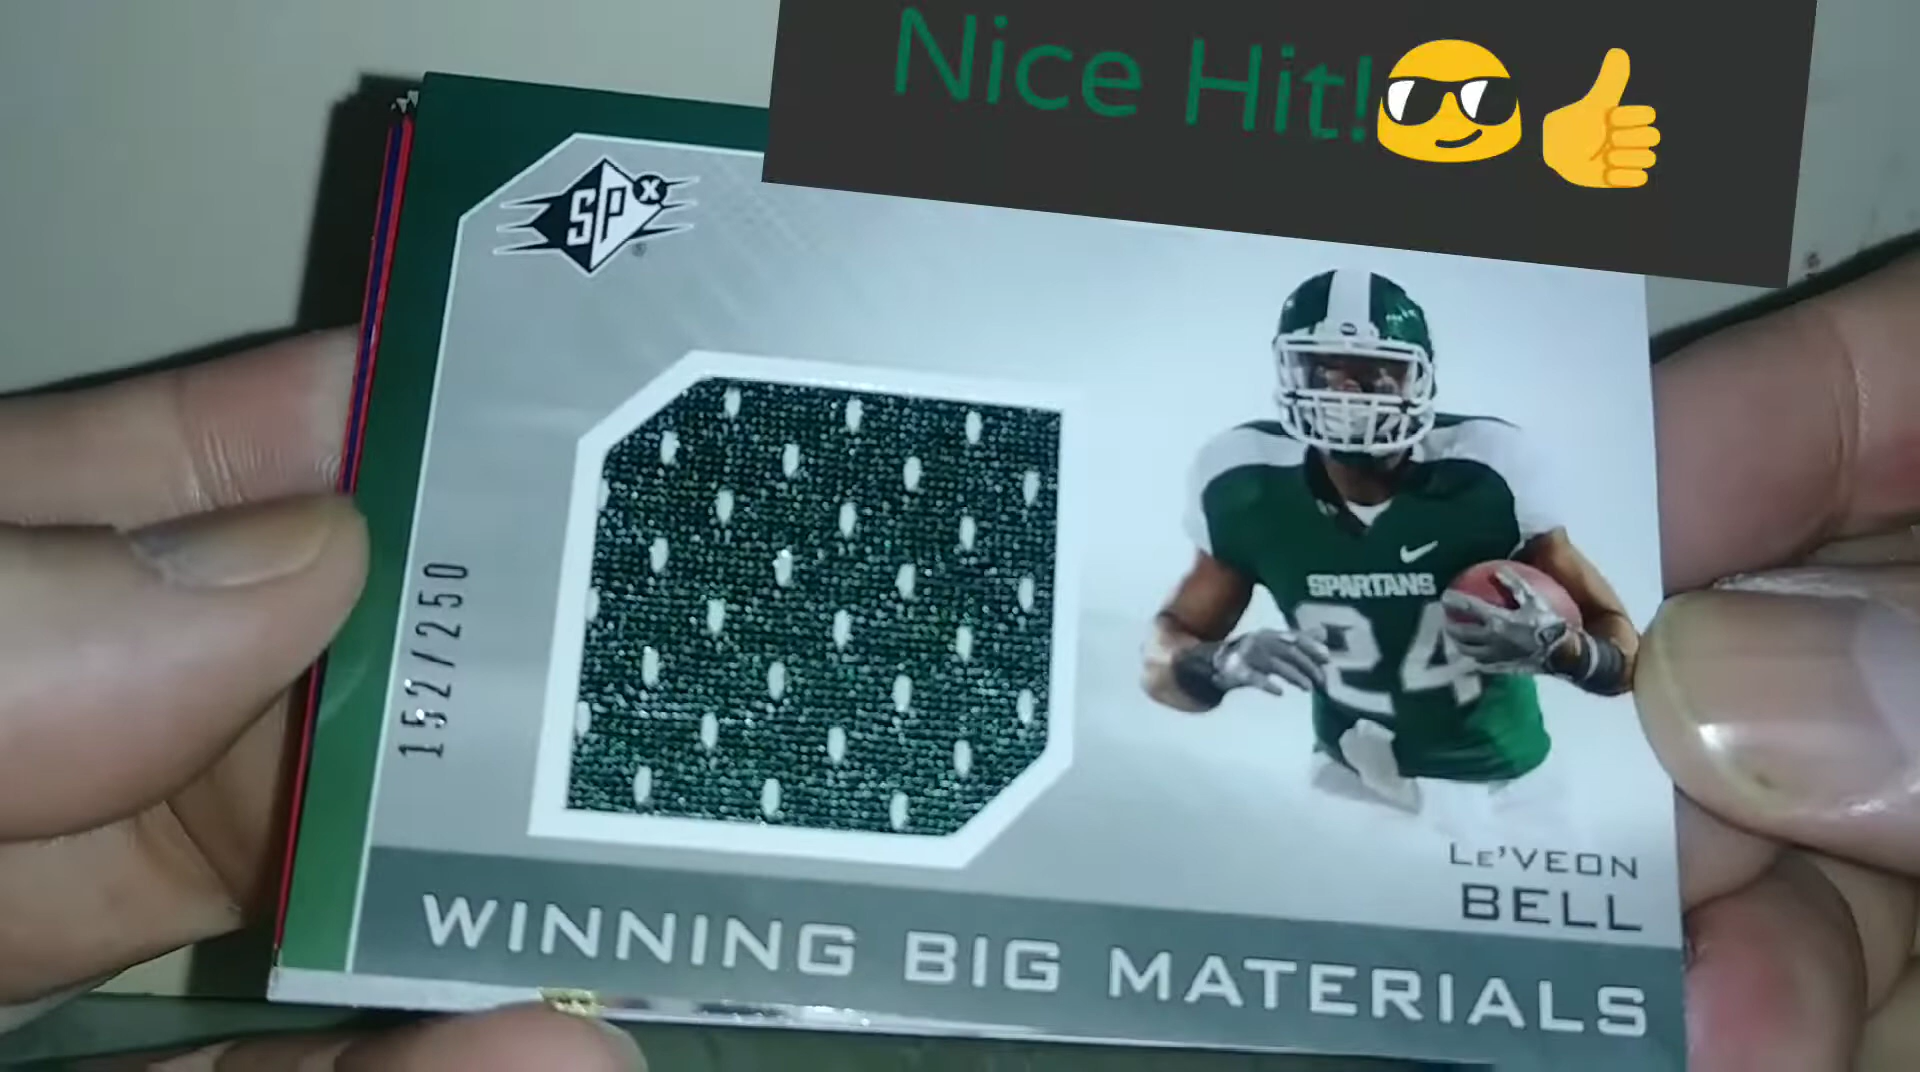 Nice Hit!😎👍
SPx
®
152/250
SPARTANS
24
LE'VEON
BELL
WINNING BIG MATERIALS